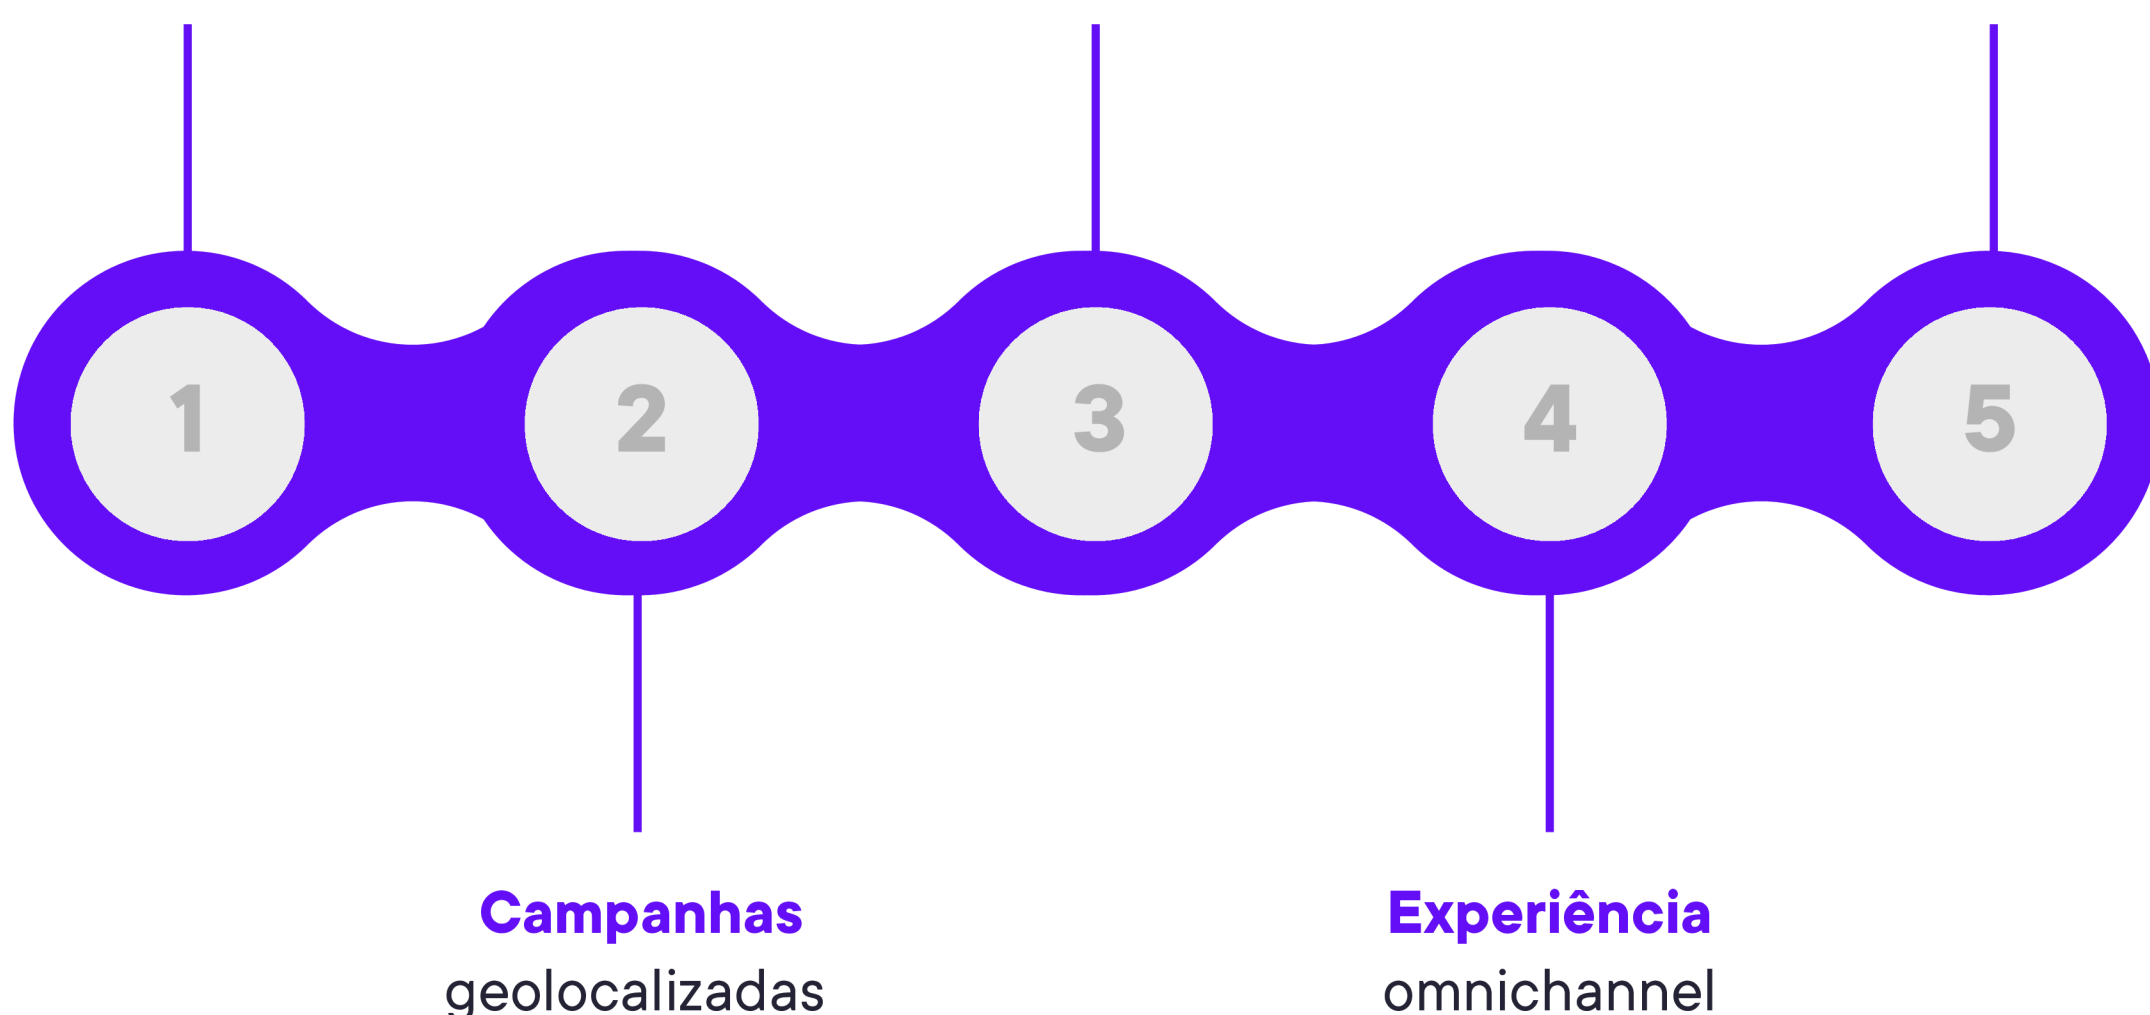 1 2 3 4 5
Campanhas
geolocalizadas
Experiência
omnichannel